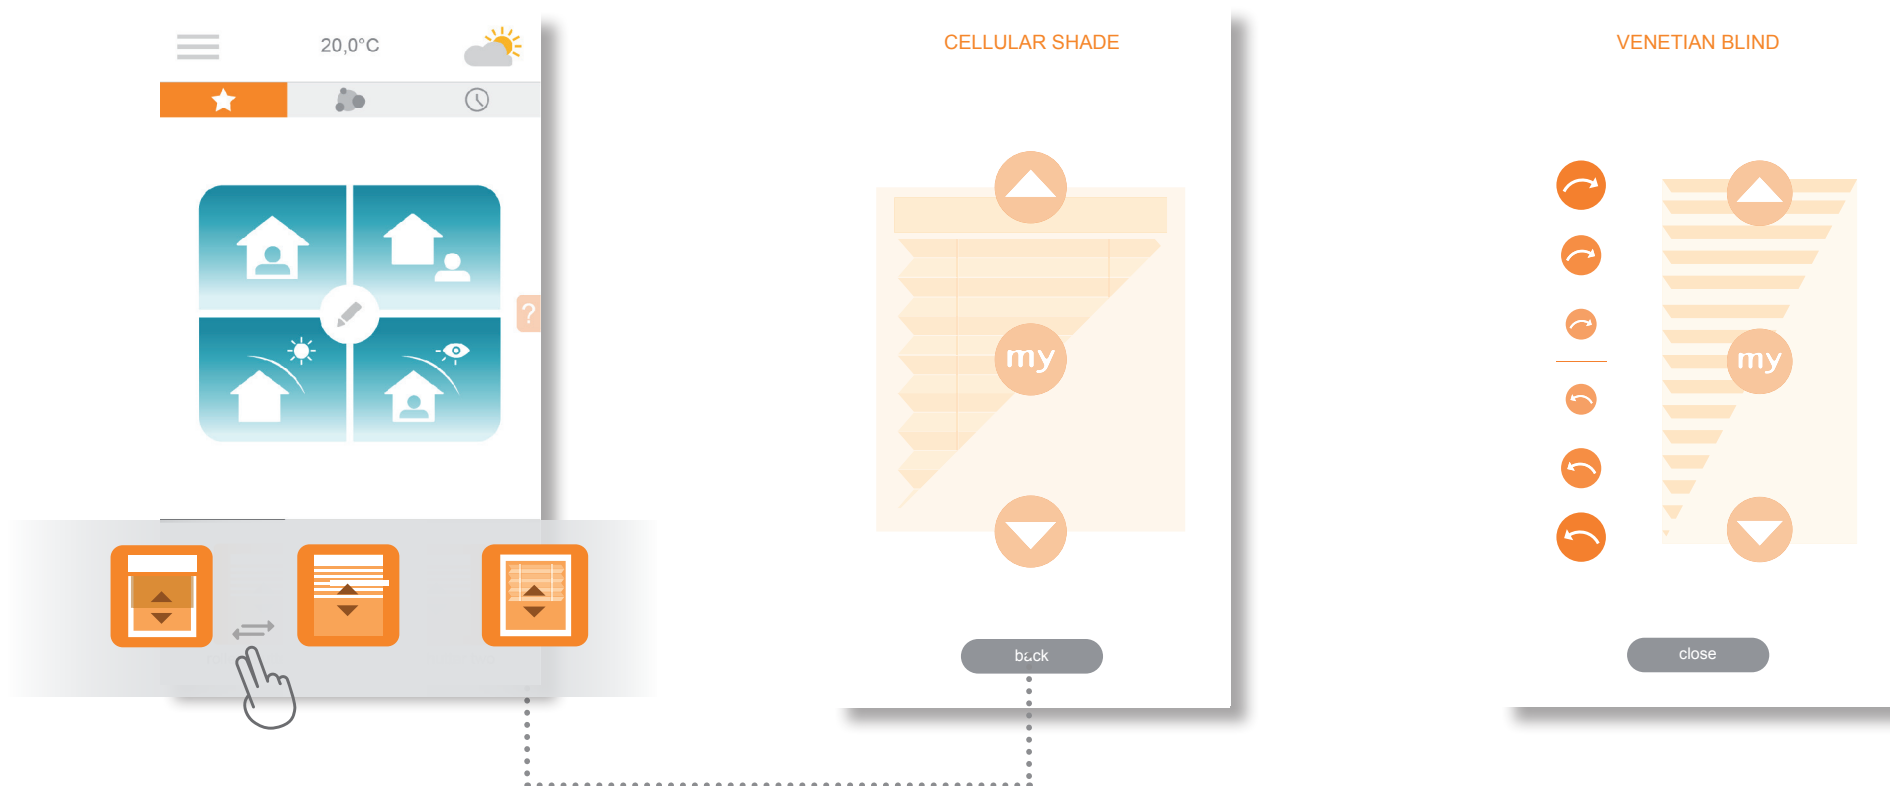 20,0°C
?
CELLULAR SHADE
my
back
VENETIAN BLIND
my
close